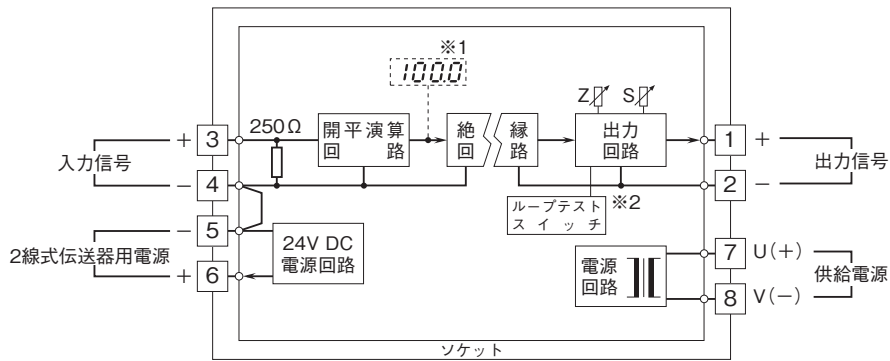 ※1
100.0
Z S
250Ω
開平演算
回　　路
絶 縁
回 路
出力
回路
入力信号
+ 3
− 4
1 +
2 −
出力信号
ループテスト
ス イ ッ チ
※2
2線式伝送器用電源
− 5
+ 6
24V DC
電源回路
電源
回路
7 U(+)
8 V(−)
供給電源
ソケット